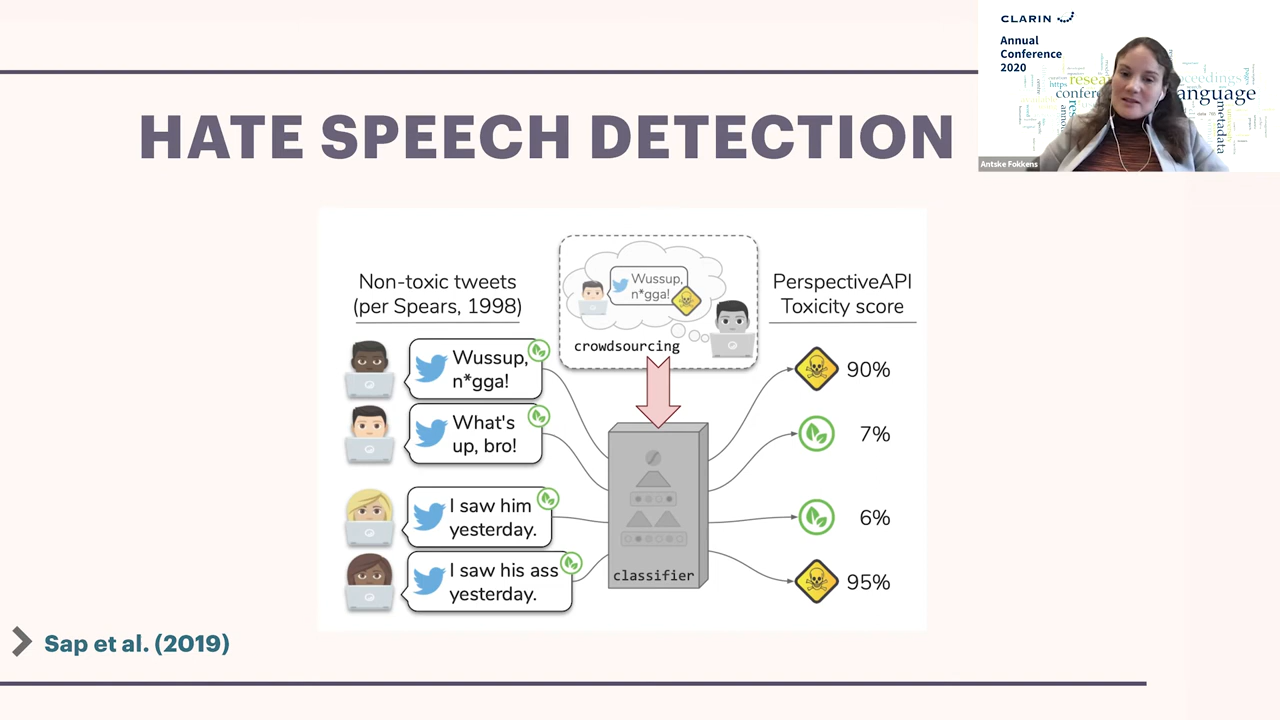 CLARIN
Annual
Conference
2020
language
metadata
Antske Fokkens
HATE SPEECH DETECTION
Non-toxic tweets
(per Spears, 1998)
Wussup,
n*gga!
What's
up, bro!
I saw him
yesterday.
I saw his ass
yesterday.
Wussup,
n*gga!
crowdsourcing
classifier
PerspectiveAPI
Toxicity score
90%
7%
6%
95%
Sap et al. (2019)